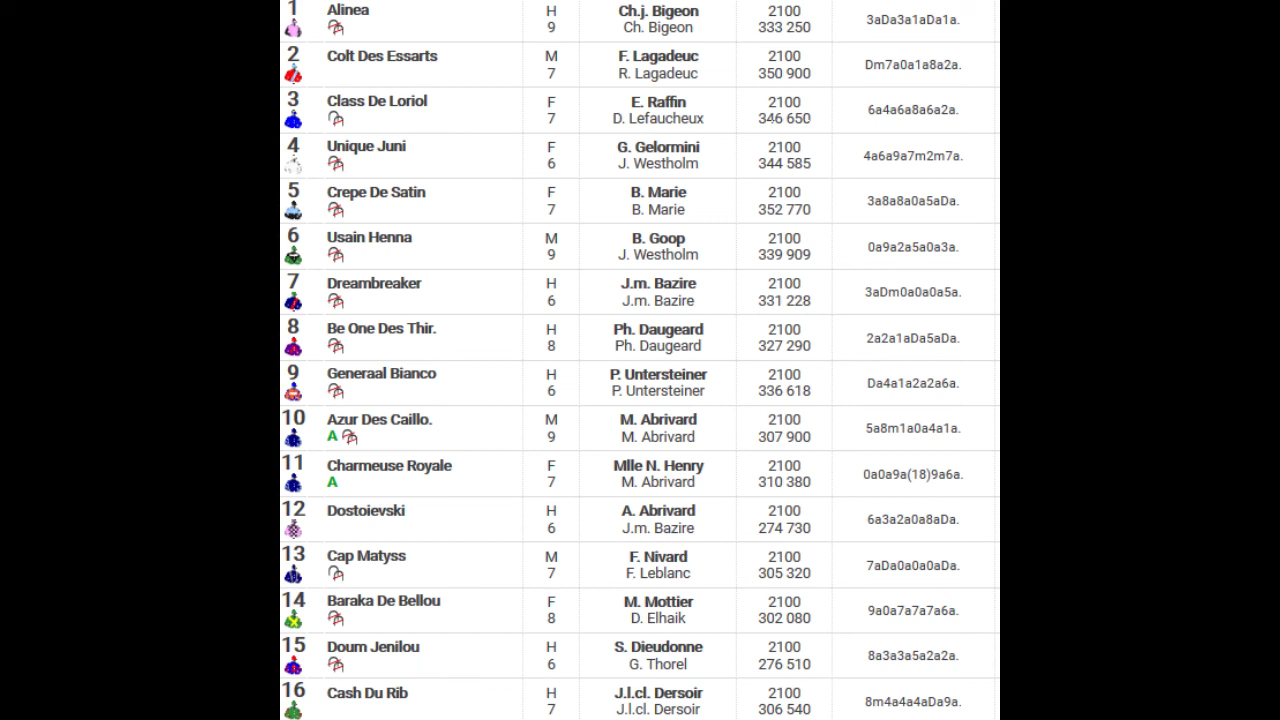 1 Alinea H Ch.j. Bigeon 2100 3aDa3a1aDa1a.
9 Ch. Bigeon 333 250
2 Colt Des Essarts M F. Lagadeuc 2100 Dm7a0a1a8a2a.
7 R. Lagadeuc 350 900
3 Class De Loriol F E. Raffin 2100 6a4a6a8a6a2a.
7 D. Lefaucheux 346 650
4 Unique Juni F G. Gelormini 2100 4a6a9a7m2m7a.
6 J. Westholm 344 585
5 Crepe De Satin F B. Marie 2100 3a8a8a0a5aDa.
7 B. Marie 352 770
6 Usain Henna M B. Goop 2100 0a9a2a5a0a3a.
9 J. Westholm 339 909
7 Dreambreaker H J.m. Bazire 2100 3aDm0a0a0a5a.
6 J.m. Bazire 331 228
8 Be One Des Thir. H Ph. Daugeard 2100 2a2a1aDa5aDa.
8 Ph. Daugeard 327 290
9 Generaal Bianco H P. Untersteiner 2100 Da4a1a2a2a6a.
6 P. Untersteiner 336 618
10 Azur Des Caillo. M M. Abrivard 2100 5a8m1a0a4a1a.
A 9 M. Abrivard 307 900
11 Charmeuse Royale F Mlle N. Henry 2100 0a0a9a(18)9a6a.
A 7 M. Abrivard 310 380
12 Dostoievski H A. Abrivard 2100 6a3a2a0a8aDa.
6 J.m. Bazire 274 730
13 Cap Matyss M F. Nivard 2100 7aDa0a0a0aDa.
7 F. Leblanc 305 320
14 Baraka De Bellou F M. Mottier 2100 9a0a7a7a7a6a.
8 D. Elhaik 302 080
15 Doum Jenilou H S. Dieudonne 2100 8a3a3a5a2a2a.
6 G. Thorel 276 510
16 Cash Du Rib H J.l.cl. Dersoir 2100 8m4a4a4aDa9a.
7 J.l.cl. Dersoir 306 540